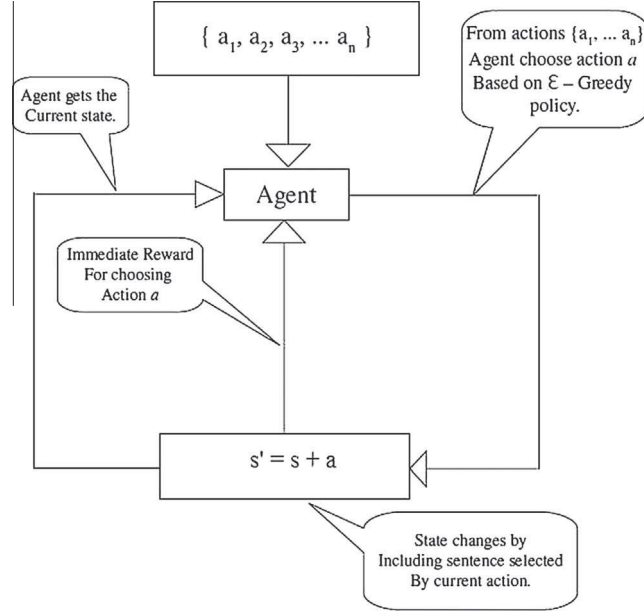 { a₁, a₂, a₃, ... aₙ }
From actions {a₁, ... aₙ}
Agent choose action a
Based on Ɛ – Greedy
policy.
Agent gets the
Current state.
Agent
Immediate Reward
For choosing
Action a
s' = s + a
State changes by
Including sentence selected
By current action.